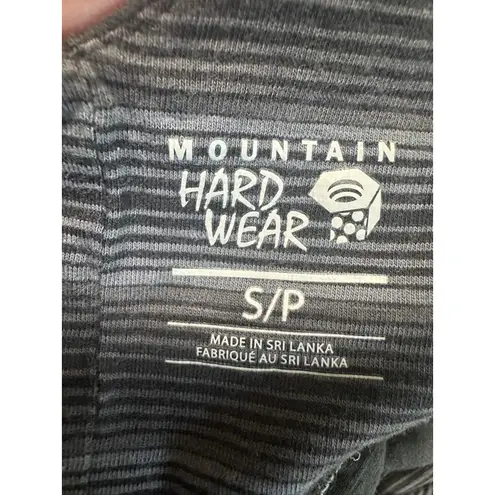 MOUNTAIN
HARD
WEAR
S/P
MADE IN SRI LANKA
FABRIQUÉ AU SRI LANKA